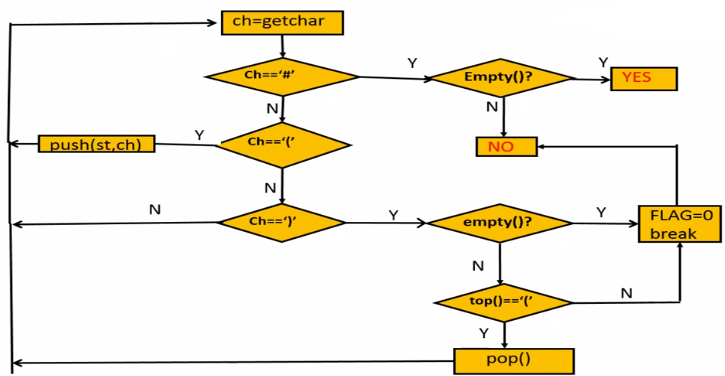 ch=getchar
Ch==‘#’
Y
Empty()?
Y
YES
N
N
push(st,ch)
Y
Ch==‘(’
NO
N
N
Ch==‘)’
Y
empty()?
Y
FLAG=0
break
N
top()==‘(’
N
Y
pop()